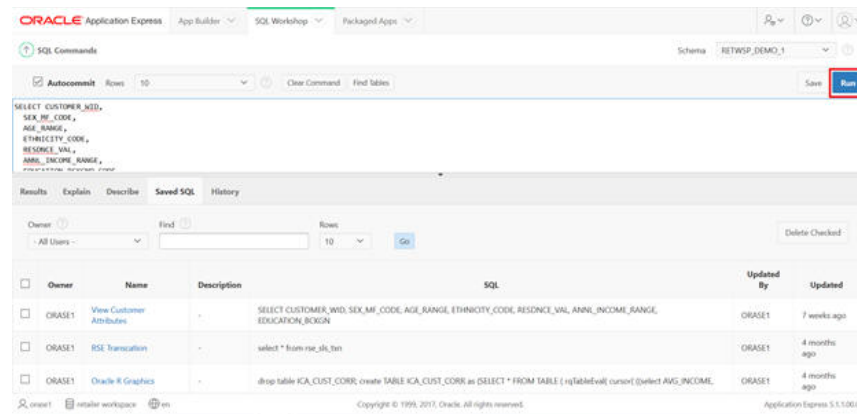 ORACLE Application Express App Builder SQL Workshop Packaged Apps
SQL Commands Schema RETWSP_DEMO_1
Autocommit Rows 10 Clear Command Find Tables Save Run
SELECT CUSTOMER_WID,
SEX_MF_CODE,
AGE_RANGE,
ETHNICITY_CODE,
RESDNCE_VAL,
ANNL_INCOME_RANGE,
Results Explain Describe Saved SQL History
Owner Find Rows
- All Users - 10 Go Delete Checked
Owner Name Description SQL Updated By Updated
ORASE1 View Customer Attributes - SELECT CUSTOMER_WID, SEX_MF_CODE, AGE_RANGE, ETHNICITY_CODE, RESDNCE_VAL, ANNL_INCOME_RANGE, ORASE1 7 weeks ago
EDUCATION_BCKGN
ORASE1 RSE Transcation - select * from rse_sls_txn ORASE1 4 months ago
ORASE1 Oracle R Graphics - drop table ICA_CUST_CORR; create TABLE ICA_CUST_CORR as (SELECT * FROM TABLE ( rqTableEval( cursor( ((select AVG_INCOME, ORASE1 4 months ago
orase1 retailer workspace en Copyright © 1999, 2017, Oracle. All rights reserved. Application Express 5.1.1.00.